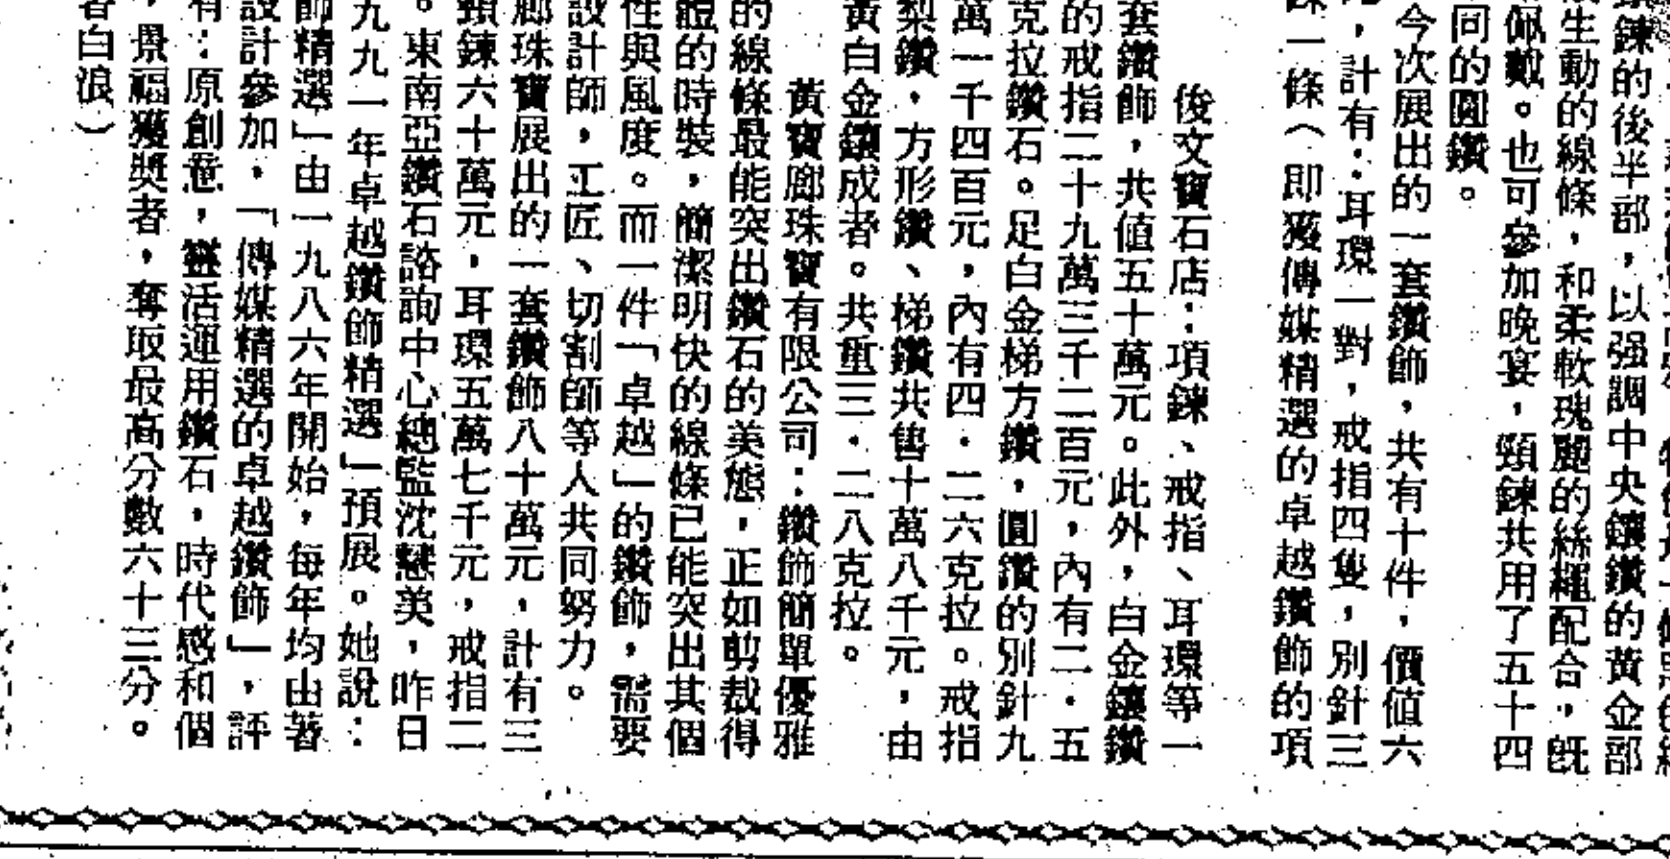 鍊的後半部，以强調中央鑲鑽的黃金部
生動的線條，和柔軟瑰麗的絲繩配合，旣
佩戴。也可參加晚宴，頸鍊共用了五十四
同的圓鑽。
今次展出的一套鑽飾，共有十件，價值六
，計有：耳環一對，戒指四隻，別針三
一條（即獲傳媒精選的卓越鑽飾的項
俊文寶石店：項鍊、戒指、耳環等一
套鑽飾，共值五十萬元。此外，白金鑲鑽
的戒指二十九萬三千二百元，內有二．五
克拉鑽石。足白金梯方鑽，圓鑽的別針九
萬一千四百元，內有四．二六克拉。戒指
梨鑽，方形鑽、梯鑽共售十萬八千元，由
黃白金鑲成者。共重三．二八克拉。
黃寶廊珠寶有限公司：鑽飾簡單優雅
的線條最能突出鑽石的美態，正如剪裁得
體的時裝，簡潔明快的線條已能突出其個
性與風度。而一件「卓越」的鑽飾，需要
設計師，工匠、切割師等人共同努力。
廊珠寶展出的一套鑽飾八十萬元，計有三
頸鍊六十萬元，耳環五萬七千元，戒指二
。東南亞鑽石諮詢中心總監沈慧美，昨日
九九一年卓越鑽飾精選」預展。她說：
飾精選」由一九八六年開始，每年均由著
設計參加，「傳媒精選的卓越鑽飾」，評
有：原創意，靈活運用鑽石，時代感和個
，景福獲獎者，奪取最高分數六十三分。
者白浪）